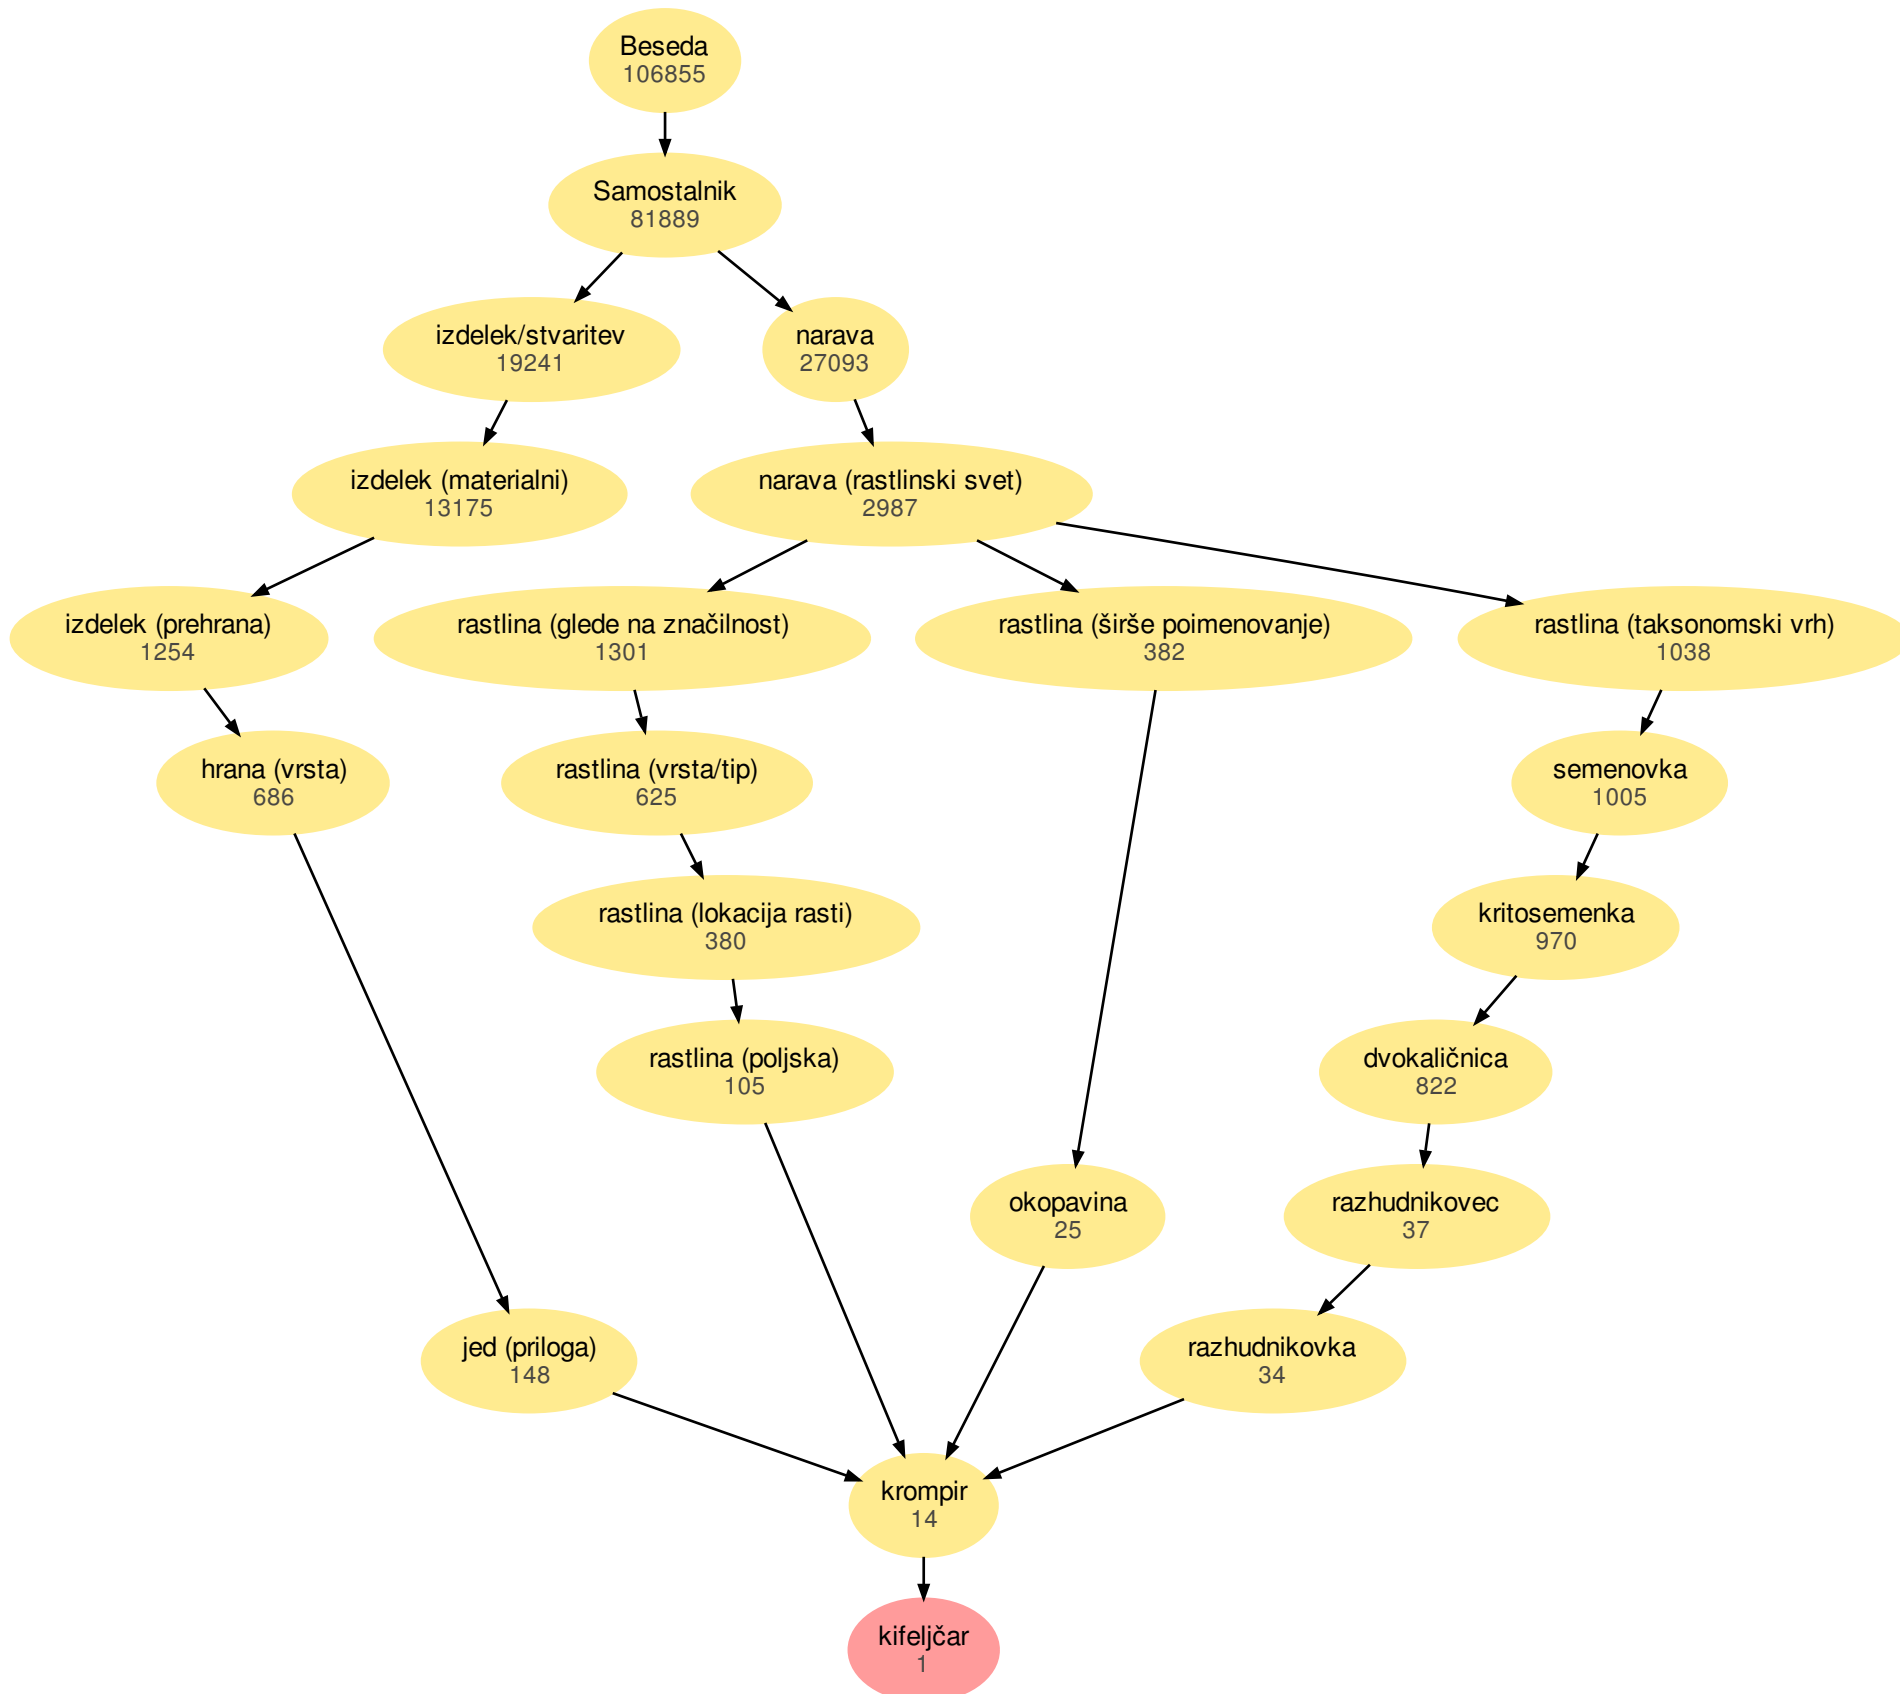 Beseda
106855
Samostalnik
81889
izdelek/stvaritev
19241
narava
27093
izdelek (materialni)
13175
narava (rastlinski svet)
2987
izdelek (prehrana)
1254
rastlina (glede na značilnost)
1301
rastlina (širše poimenovanje)
382
rastlina (taksonomski vrh)
1038
hrana (vrsta)
686
rastlina (vrsta/tip)
625
semenovka
1005
rastlina (lokacija rasti)
380
kritosemenka
970
rastlina (poljska)
105
dvokaličnica
822
okopavina
25
razhudnikovec
37
jed (priloga)
148
razhudnikovka
34
krompir
14
kifeljčar
1